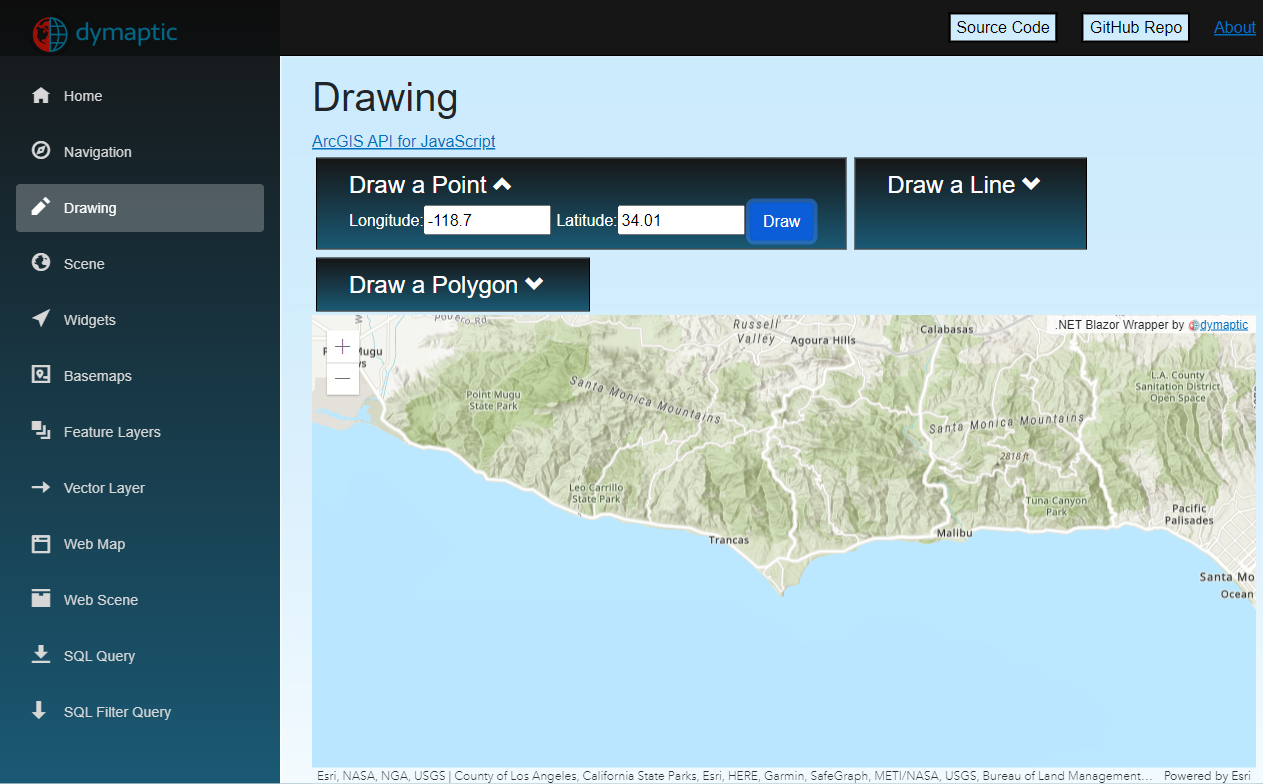 dymaptic
Source Code
GitHub Repo
About
Home
Navigation
Drawing
Scene
Widgets
Basemaps
Feature Layers
Vector Layer
Web Map
Web Scene
SQL Query
SQL Filter Query
Drawing
ArcGIS API for JavaScript
Draw a Point
Longitude: -118.7 Latitude: 34.01 Draw
Draw a Line
Draw a Polygon
.NET Blazor Wrapper by dymaptic
+
−
Mugu
Russell
Valley
Agoura Hills
Calabasas
Point Mugu
State Park
Santa Monica Mountains
L.A. County
Sanitation District
Open Space
Santa Monica Mountains
2818 ft
Leo Carrillo
State Park
Tuna Canyon
Park
Pacific
Palisades
Trancas
Malibu
Santa Mo
Ocean
Esri, NASA, NGA, USGS | County of Los Angeles, California State Parks, Esri, HERE, Garmin, SafeGraph, METI/NASA, USGS, Bureau of Land Management...
Powered by Esri